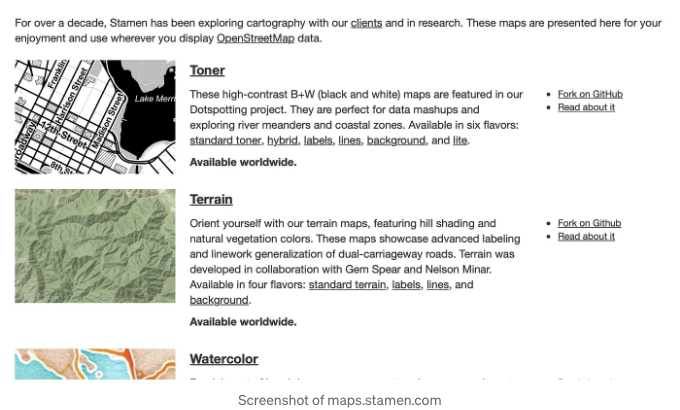 For over a decade, Stamen has been exploring cartography with our clients and in research. These maps are presented here for your
enjoyment and use wherever you display OpenStreetMap data.
Franklin
Harrison Street
Madison Street
Lake Merr
12th Street
roadway
8th St
Toner
These high-contrast B+W (black and white) maps are featured in our
Dotspotting project. They are perfect for data mashups and
exploring river meanders and coastal zones. Available in six flavors:
standard toner, hybrid, labels, lines, background, and lite.
Available worldwide.
Fork on GitHub
Read about it
Terrain
Orient yourself with our terrain maps, featuring hill shading and
natural vegetation colors. These maps showcase advanced labeling
and linework generalization of dual-carriageway roads. Terrain was
developed in collaboration with Gem Spear and Nelson Minar.
Available in four flavors: standard terrain, labels, lines, and
background.
Available worldwide.
Fork on Github
Read about it
Watercolor
Screenshot of maps.stamen.com